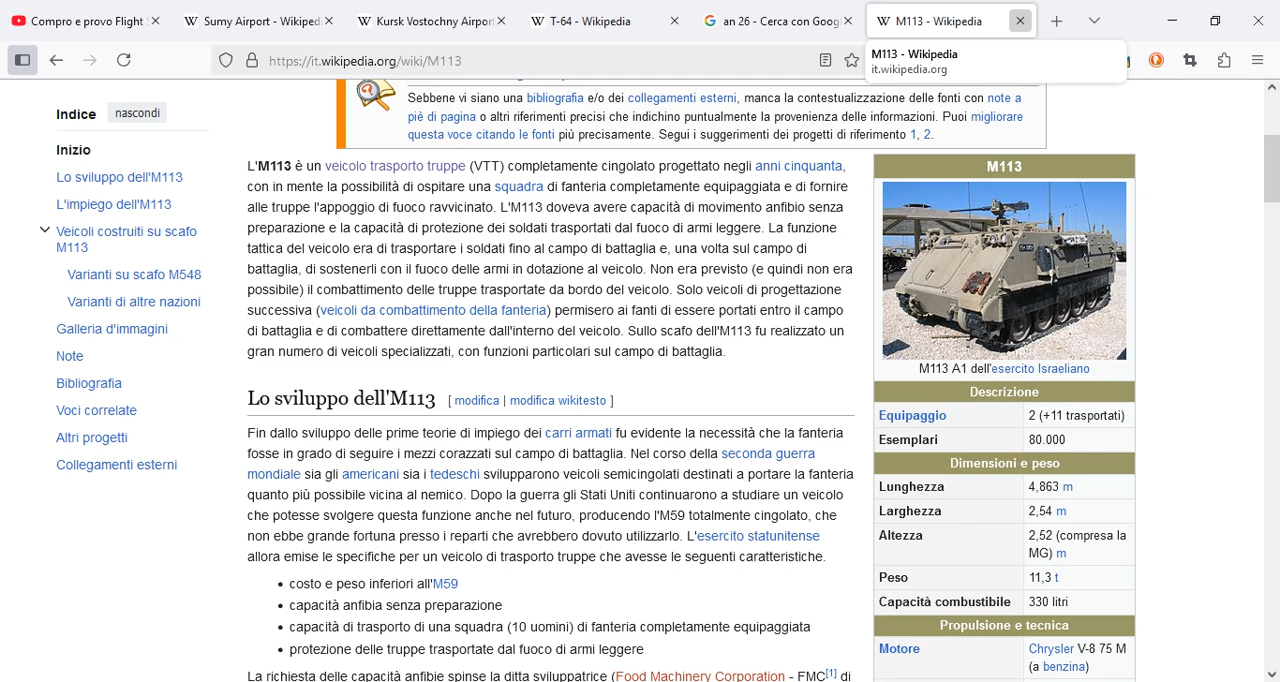 Compro e provo Flight S
Sumy Airport - Wikiped
Kursk Vostochny Airpor
T-64 - Wikipedia
an 26 - Cerca con Goog
M113 - Wikipedia
https://it.wikipedia.org/wiki/M113
M113 - Wikipedia
it.wikipedia.org
Indice nascondi
Inizio
Lo sviluppo dell'M113
L'impiego dell'M113
Veicoli costruiti su scafo
M113
Varianti su scafo M548
Varianti di altre nazioni
Galleria d'immagini
Note
Bibliografia
Voci correlate
Altri progetti
Collegamenti esterni
Sebbene vi siano una bibliografia e/o dei collegamenti esterni, manca la contestualizzazione delle fonti con note a
piè di pagina o altri riferimenti precisi che indichino puntualmente la provenienza delle informazioni. Puoi migliorare
questa voce citando le fonti più precisamente. Segui i suggerimenti dei progetti di riferimento 1, 2.
L'M113 è un veicolo trasporto truppe (VTT) completamente cingolato progettato negli anni cinquanta,
con in mente la possibilità di ospitare una squadra di fanteria completamente equipaggiata e di fornire
alle truppe l'appoggio di fuoco ravvicinato. L'M113 doveva avere capacità di movimento anfibio senza
preparazione e la capacità di protezione dei soldati trasportati dal fuoco di armi leggere. La funzione
tattica del veicolo era di trasportare i soldati fino al campo di battaglia e, una volta sul campo di
battaglia, di sostenerli con il fuoco delle armi in dotazione al veicolo. Non era previsto (e quindi non era
possibile) il combattimento delle truppe trasportate da bordo del veicolo. Solo veicoli di progettazione
successiva (veicoli da combattimento della fanteria) permisero ai fanti di essere portati entro il campo
di battaglia e di combattere direttamente dall'interno del veicolo. Sullo scafo dell'M113 fu realizzato un
gran numero di veicoli specializzati, con funzioni particolari sul campo di battaglia.
Lo sviluppo dell'M113 [ modifica | modifica wikitesto ]
Fin dallo sviluppo delle prime teorie di impiego dei carri armati fu evidente la necessità che la fanteria
fosse in grado di seguire i mezzi corazzati sul campo di battaglia. Nel corso della seconda guerra
mondiale sia gli americani sia i tedeschi svilupparono veicoli semicingolati destinati a portare la fanteria
quanto più possibile vicina al nemico. Dopo la guerra gli Stati Uniti continuarono a studiare un veicolo
che potesse svolgere questa funzione anche nel futuro, producendo l'M59 totalmente cingolato, che
non ebbe grande fortuna presso i reparti che avrebbero dovuto utilizzarlo. L'esercito statunitense
allora emise le specifiche per un veicolo di trasporto truppe che avesse le seguenti caratteristiche.
• costo e peso inferiori all'M59
• capacità anfibia senza preparazione
• capacità di trasporto di una squadra (10 uomini) di fanteria completamente equipaggiata
• protezione delle truppe trasportate dal fuoco di armi leggere
La richiesta delle capacità anfibie spinse la ditta sviluppatrice (Food Machinery Corporation - FMC[1] di
M113
M113 A1 dell'esercito Israeliano
Descrizione
Equipaggio 2 (+11 trasportati)
Esemplari 80.000
Dimensioni e peso
Lunghezza 4,863 m
Larghezza 2,54 m
Altezza 2,52 (compresa la
MG) m
Peso 11,3 t
Capacità combustibile 330 litri
Propulsione e tecnica
Motore Chrysler V-8 75 M
(a benzina)